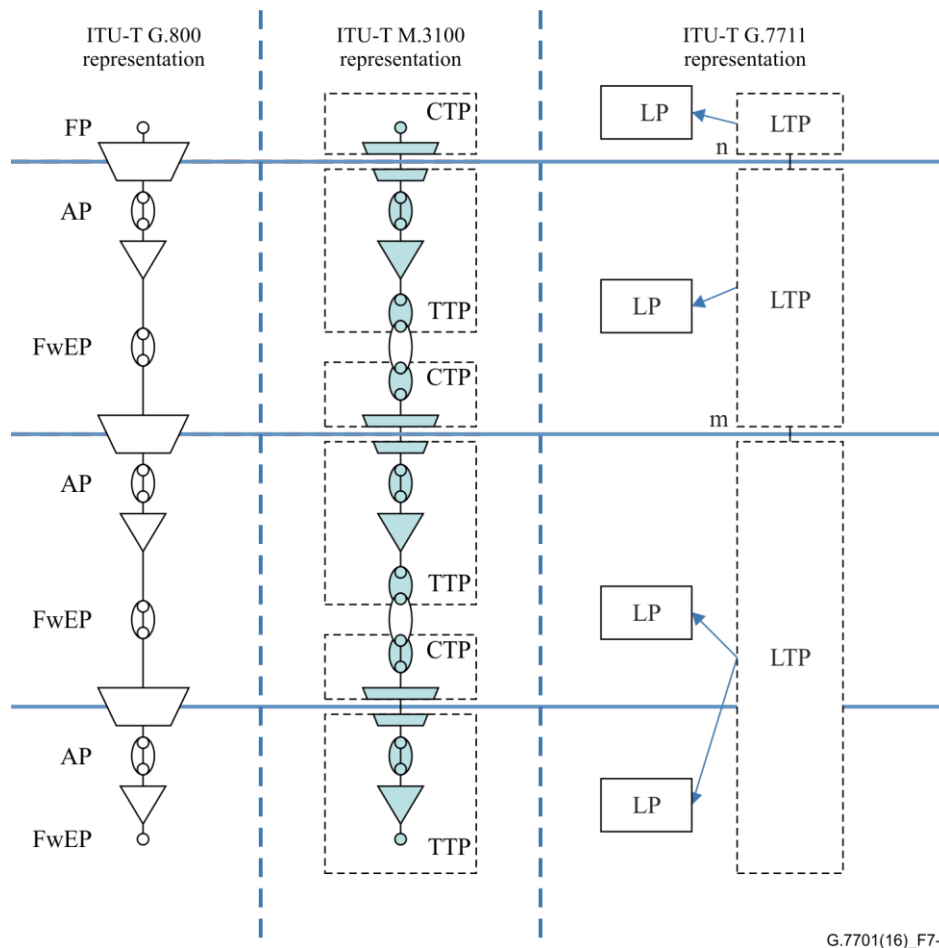 ITU-T G.800
representation
ITU-T M.3100
representation
ITU-T G.7711
representation
FP
CTP
LP
LTP
n
AP
LP
LTP
TTP
FwEP
CTP
m
AP
TTP
LP
FwEP
CTP
LTP
AP
LP
FwEP
TTP
G.7701(16)_F7-